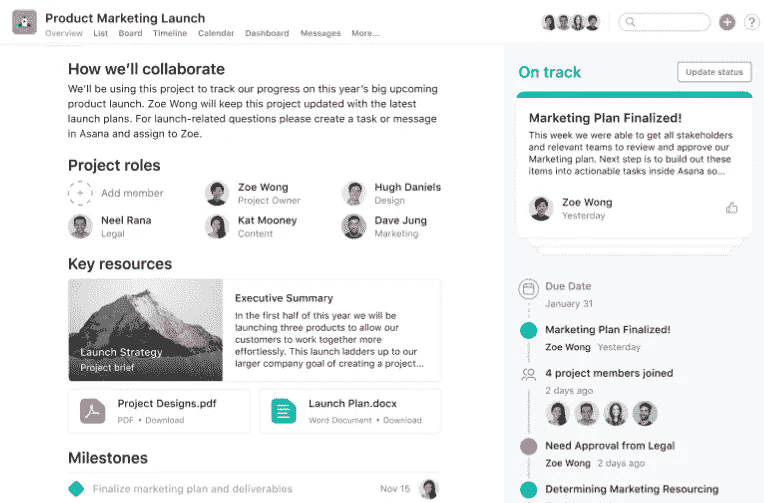 Product Marketing Launch
Overview List Board Timeline Calendar Dashboard Messages More...
How we'll collaborate
We'll be using this project to track our progress on this year's big upcoming
product launch. Zoe Wong will keep this project updated with the latest
launch plans. For launch-related questions please create a task or message
in Asana and assign to Zoe.
Project roles
Add member
Zoe Wong
Project Owner
Hugh Daniels
Design
Neel Rana
Legal
Kat Mooney
Content
Dave Jung
Marketing
Key resources
Launch Strategy
Project brief
Executive Summary
In the first half of this year we will be
launching three products to allow our
customers to work together more
effortlessly. This launch ladders up to our
larger company goal of creating a project...
Project Designs.pdf
PDF • Download
Launch Plan.docx
Word Document • Download
Milestones
Finalize marketing plan and deliverables Nov 15
On track
Update status
Marketing Plan Finalized!
This week we were able to get all stakeholders
and relevant teams to review and approve our
Marketing plan. Next step is to build out these
items into actionable tasks inside Asana so...
Zoe Wong
Yesterday
Due Date
January 31
Marketing Plan Finalized!
Zoe Wong Yesterday
4 project members joined
2 days ago
Need Approval from Legal
Zoe Wong 2 days ago
Determining Marketing Resourcing